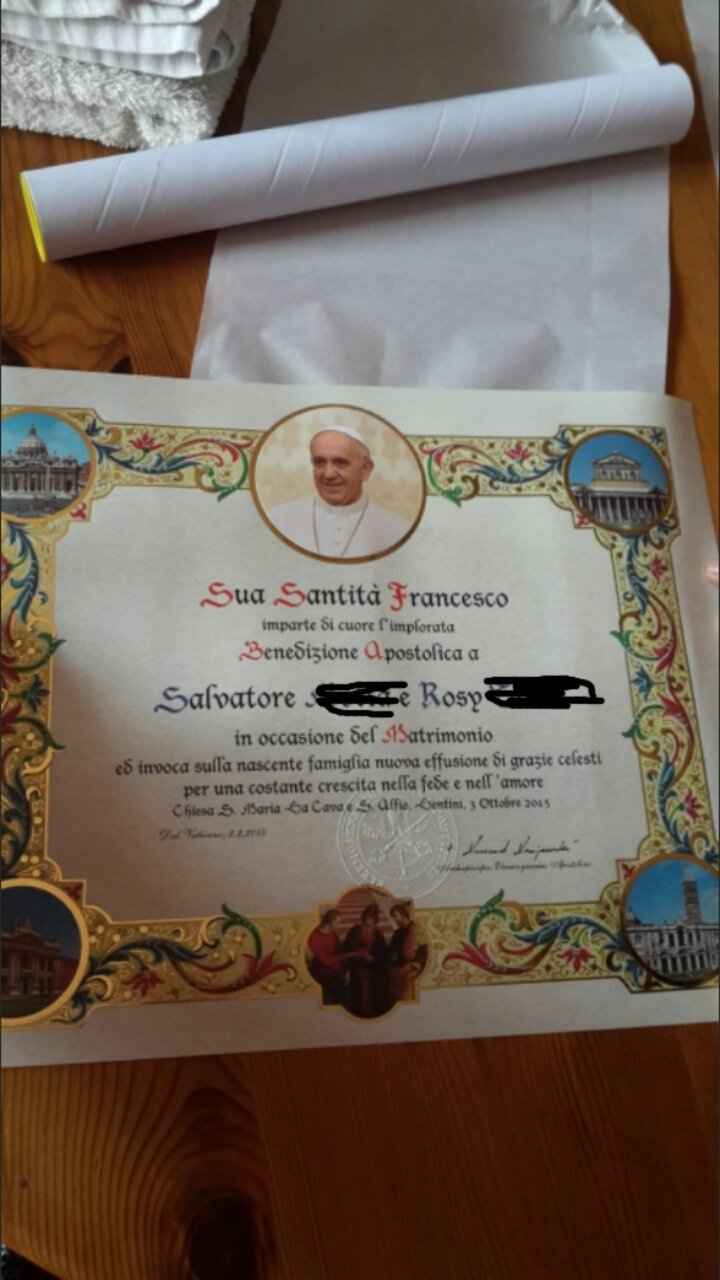 Sua Santità Francesco
imparte di cuore l'implorata
Benedizione Apostolica a
Salvatore e Rosy
in occasione del Matrimonio
ed invoca sulla nascente famiglia nuova effusione di grazie celesti
per una costante crescita nella fede e nell'amore
Chiesa S. Maria La Cava e S. Alfio, Lentini, 3 Ottobre 2015
Dal Vaticano,